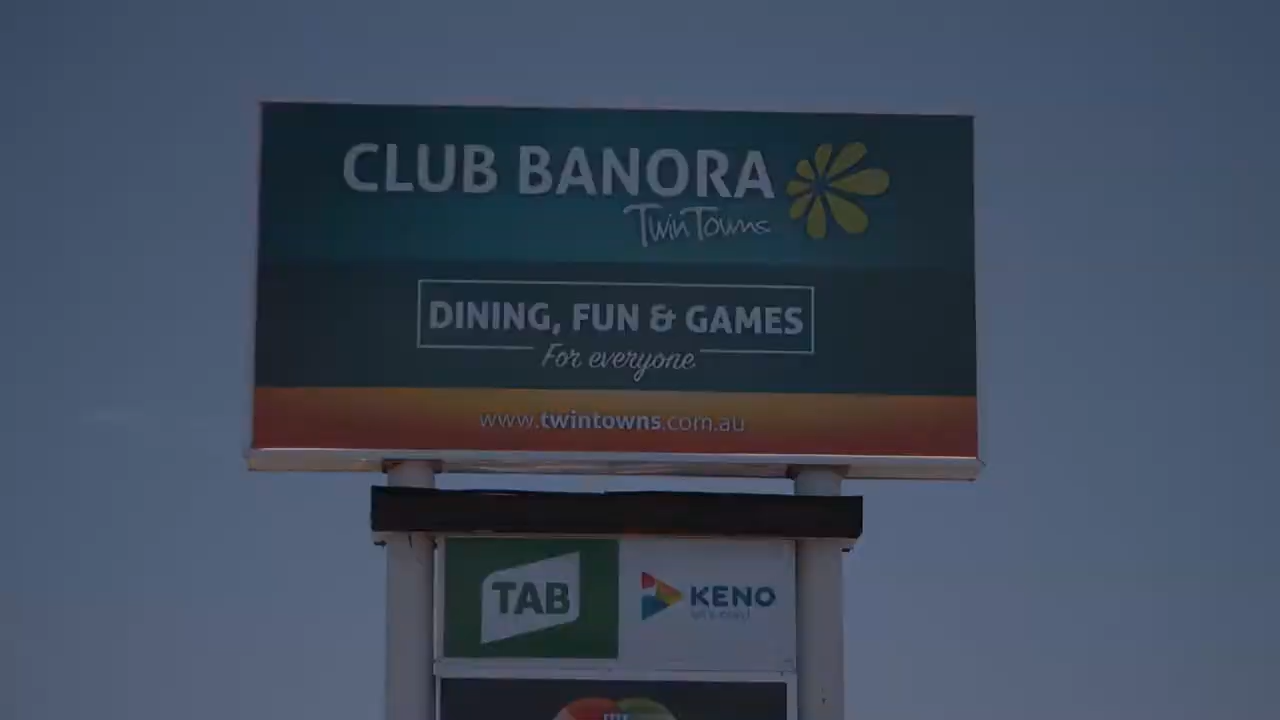 CLUB BANORA
Twin Towns
DINING, FUN & GAMES
For everyone
www.twintowns.com.au
TAB
KENO